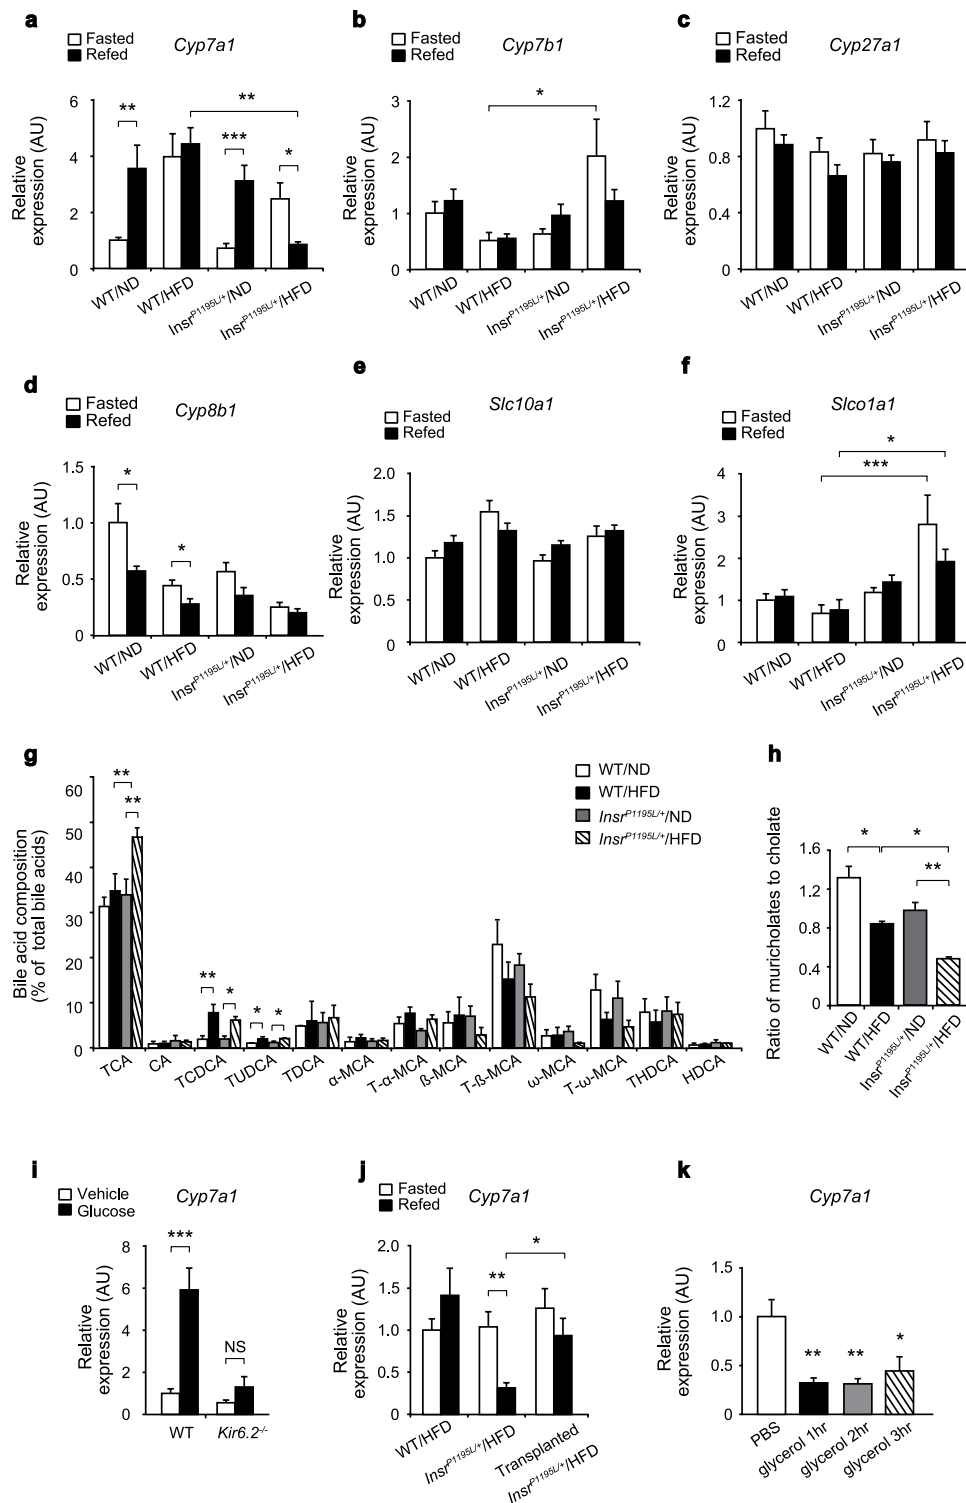 a
Fasted
Refed
Cyp7a1
Relative
expression (AU)
6
4
2
0
**
***
**
*
WT/ND
WT/HFD
InsrP1195L/+/ND
InsrP1195L/+/HFD
b
Fasted
Refed
Cyp7b1
Relative
expression (AU)
3
2
1
0
*
WT/ND
WT/HFD
InsrP1195L/+/ND
InsrP1195L/+/HFD
c
Fasted
Refed
Cyp27a1
Relative
expression (AU)
1.2
0.8
0.4
0
WT/ND
WT/HFD
InsrP1195L/+/ND
InsrP1195L/+/HFD
d
Fasted
Refed
Cyp8b1
Relative
expression (AU)
1.5
1.0
0.5
0
*
*
WT/ND
WT/HFD
InsrP1195L/+/ND
InsrP1195L/+/HFD
e
Fasted
Refed
Slc10a1
Relative
expression (AU)
2.0
1.5
1.0
0.5
0
WT/ND
WT/HFD
InsrP1195L/+/ND
InsrP1195L/+/HFD
f
Fasted
Refed
Slco1a1
Relative
expression (AU)
4
3
2
1
0
*
***
WT/ND
WT/HFD
InsrP1195L/+/ND
InsrP1195L/+/HFD
g
Bile acid composition
(% of total bile acids)
60
50
40
30
20
10
0
**
**
**
*
*
*
WT/ND
WT/HFD
InsrP1195L/+/ND
InsrP1195L/+/HFD
TCA
CA
TCDCA
TUDCA
TDCA
α-MCA
T-α-MCA
ß-MCA
T-ß-MCA
ω-MCA
T-ω-MCA
THDCA
HDCA
h
Ratio of muricholates to cholate
1.6
1.2
0.8
0.4
0
*
*
**
WT/ND
WT/HFD
InsrP1195L/+/ND
InsrP1195L/+/HFD
i
Vehicle
Glucose
Cyp7a1
Relative
expression (AU)
8
6
4
2
0
***
NS
WT
Kir6.2-/-
j
Fasted
Refed
Cyp7a1
Relative
expression (AU)
2.0
1.5
1.0
0.5
0
**
*
WT/HFD
InsrP1195L/+/HFD
Transplanted
InsrP1195L/+/HFD
k
Cyp7a1
Relative
expression (AU)
1.5
1.0
0.5
0
**
**
*
PBS
glycerol 1hr
glycerol 2hr
glycerol 3hr